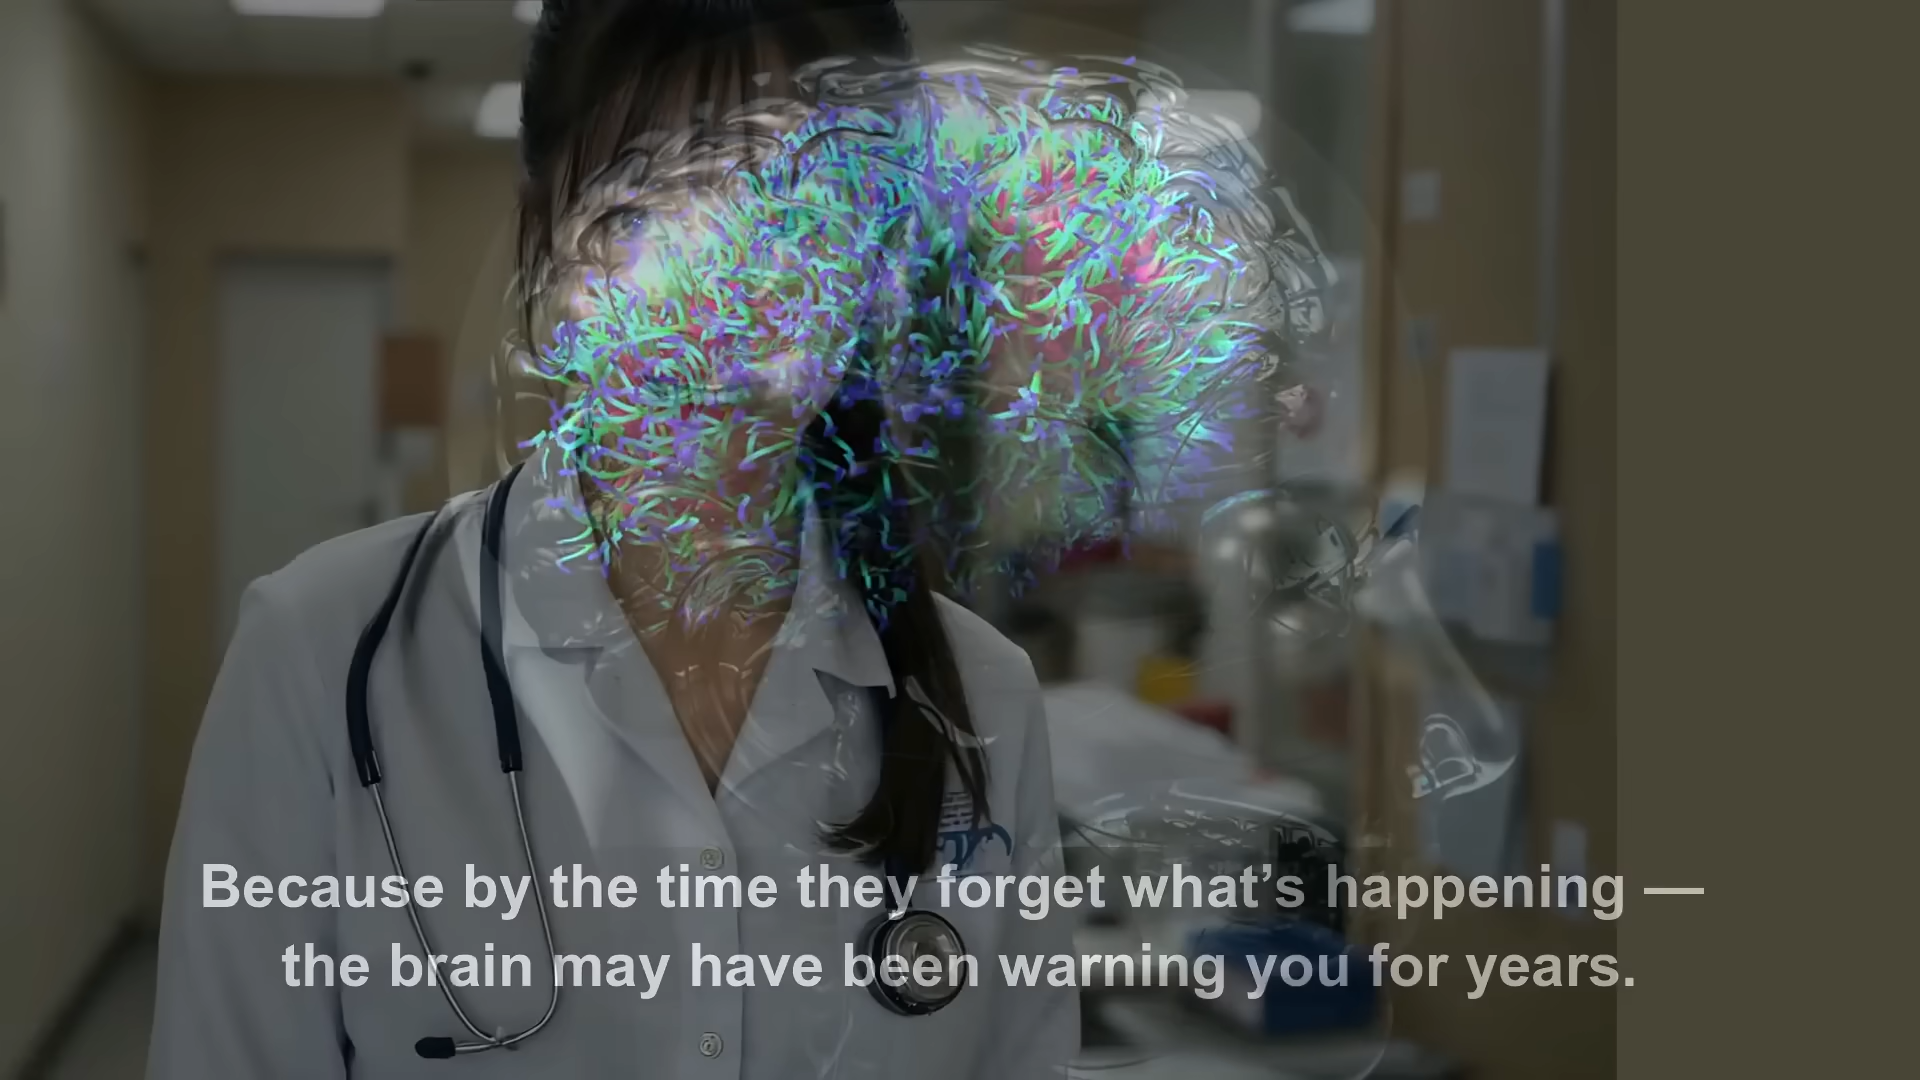 Because by the time they forget what’s happening —
the brain may have been warning you for years.